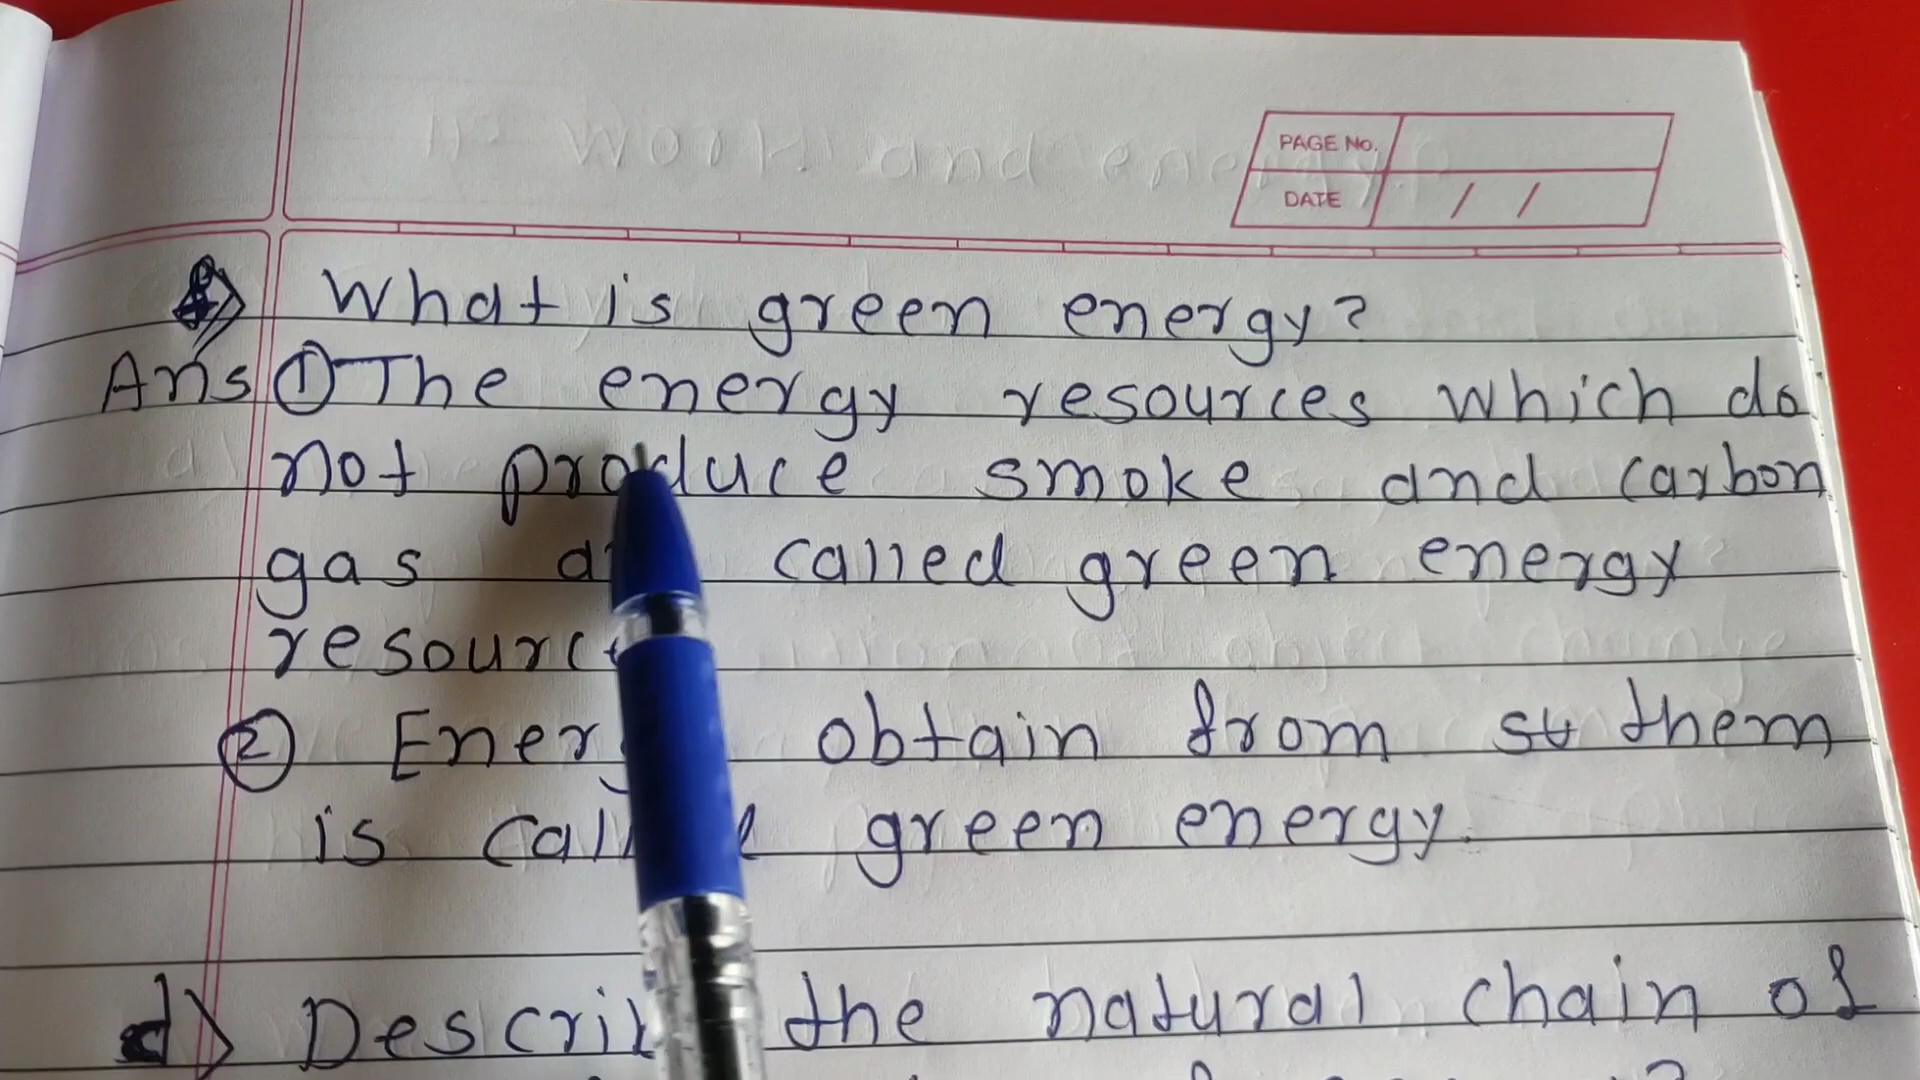 PAGE No.
DATE / /
What is green energy?
Ans ① The energy resources which do
not produce smoke and carbon
gas called green energy
② obtain from them
is green energy.
d) the natural chain of